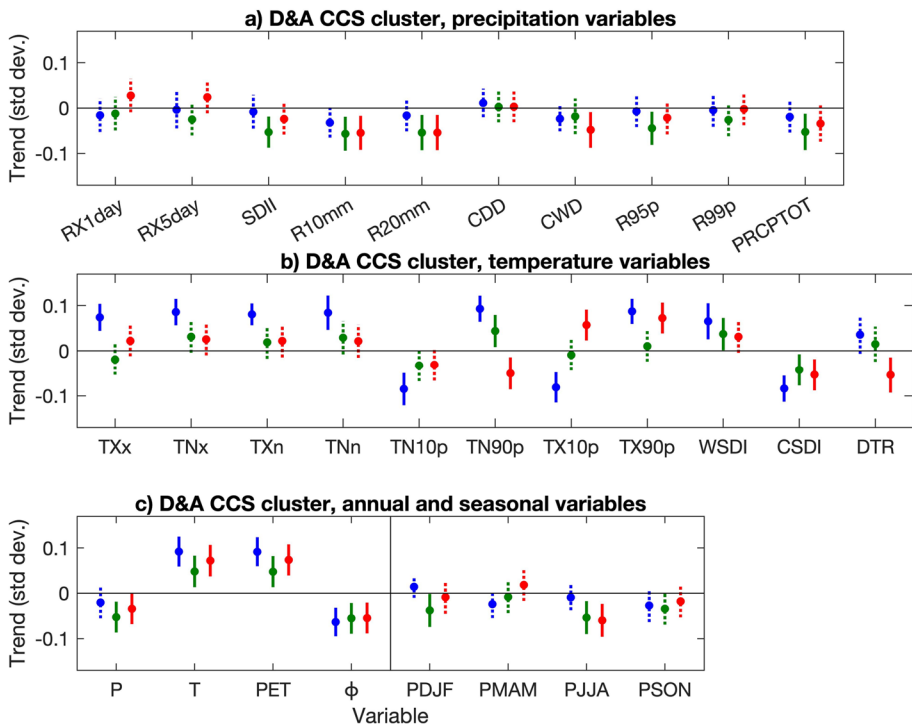 a) D&A CCS cluster, precipitation variables
Trend (std dev.)
0.1
0
-0.1
RX1day RX5day SDII R10mm R20mm CDD CWD R95p R99p PRCPTOT
b) D&A CCS cluster, temperature variables
Trend (std dev.)
0.1
0
-0.1
TXx TNx TXn TNn TN10p TN90p TX10p TX90p WSDI CSDI DTR
c) D&A CCS cluster, annual and seasonal variables
Trend (std dev.)
0.1
0
-0.1
P T PET ϕ PDJF PMAM PJJA PSON
Variable